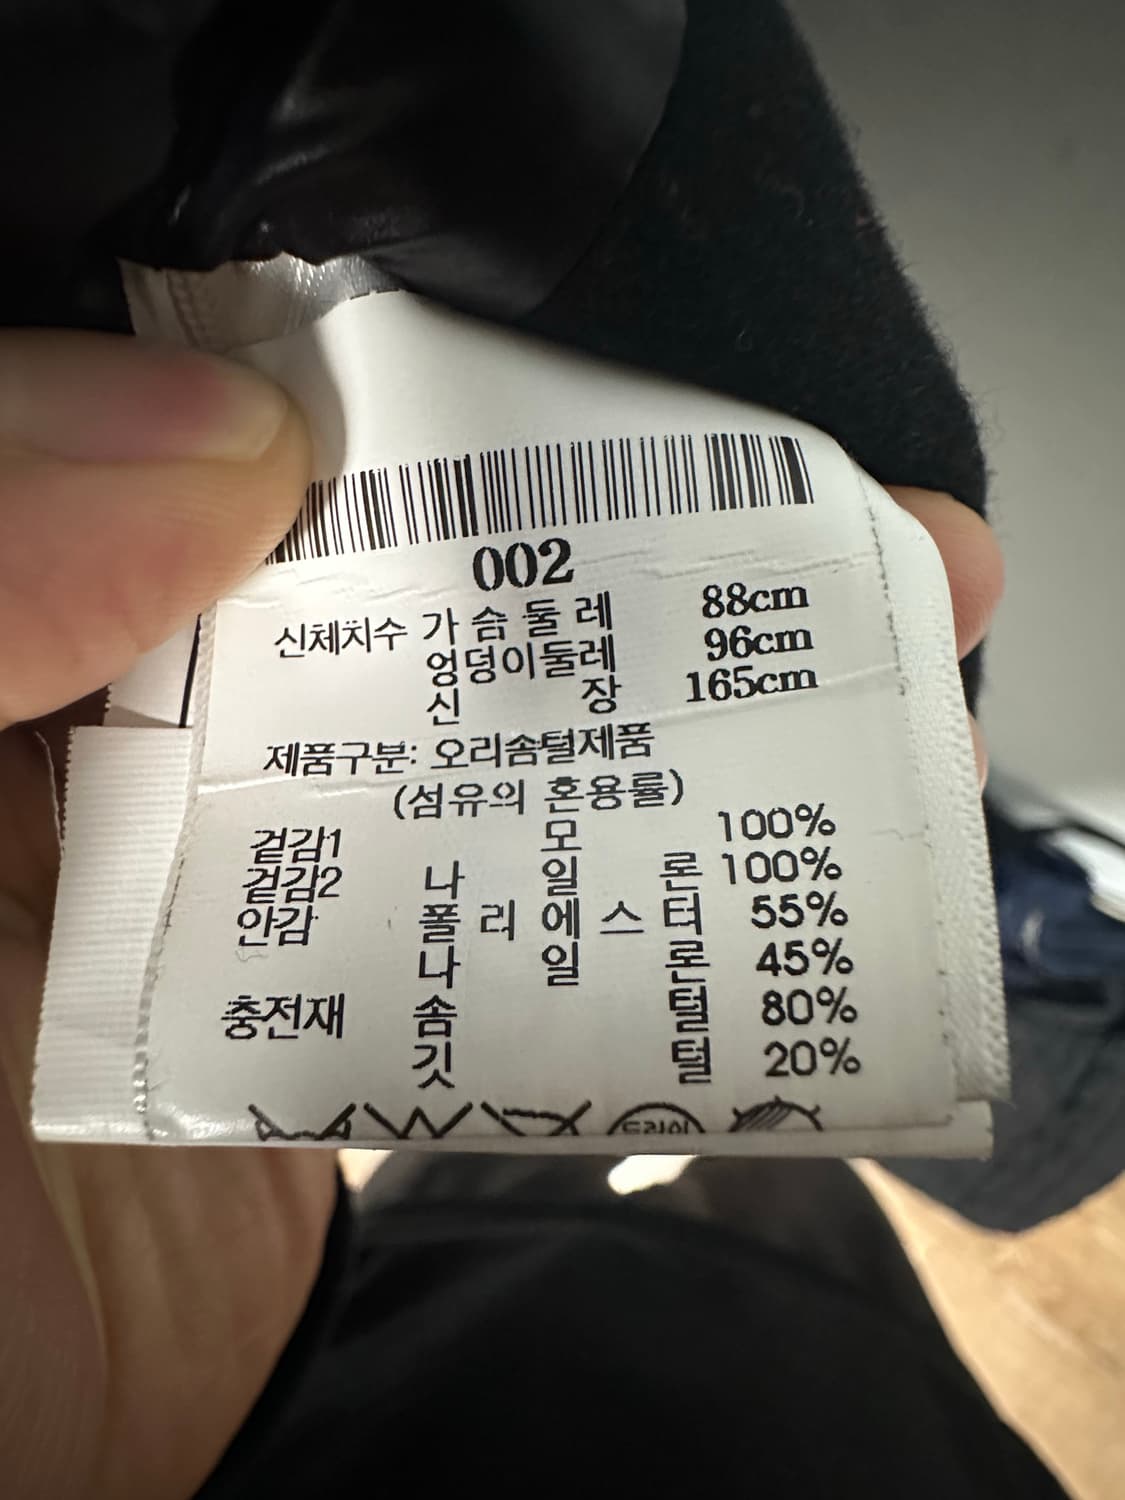 002
신체치수 가슴둘레 88cm
엉덩이둘레 96cm
신장 165cm
제품구분: 오리솜털제품
(섬유의 혼용률)
겉감1 모 100%
겉감2 나일론 100%
안감 폴리에스터 55%
나일론 45%
충전재 솜털 80%
깃털 20%
드라이